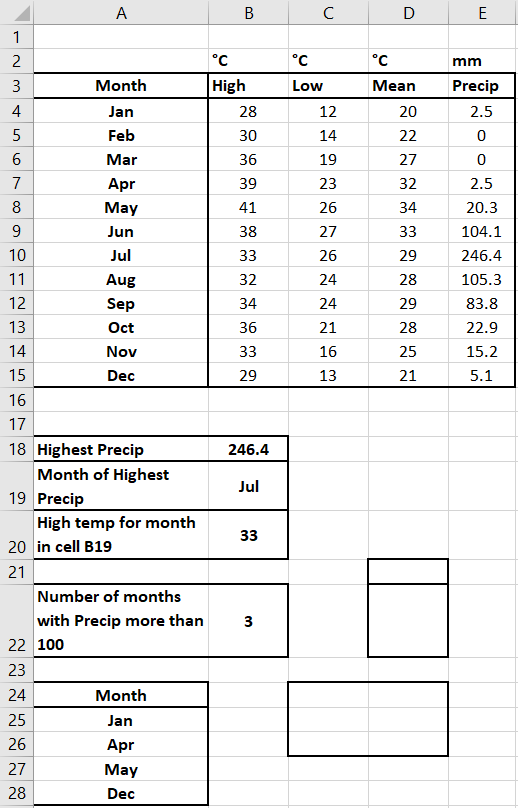 A B C D E
1
2 °C °C °C mm
3 Month High Low Mean Precip
4 Jan 28 12 20 2.5
5 Feb 30 14 22 0
6 Mar 36 19 27 0
7 Apr 39 23 32 2.5
8 May 41 26 34 20.3
9 Jun 38 27 33 104.1
10 Jul 33 26 29 246.4
11 Aug 32 24 28 105.3
12 Sep 34 24 29 83.8
13 Oct 36 21 28 22.9
14 Nov 33 16 25 15.2
15 Dec 29 13 21 5.1
16
17
18 Highest Precip 246.4
Month of Highest
19 Precip Jul
High temp for month
20 in cell B19 33
21
Number of months
with Precip more than 3
22 100
23
24 Month
25 Jan
26 Apr
27 May
28 Dec